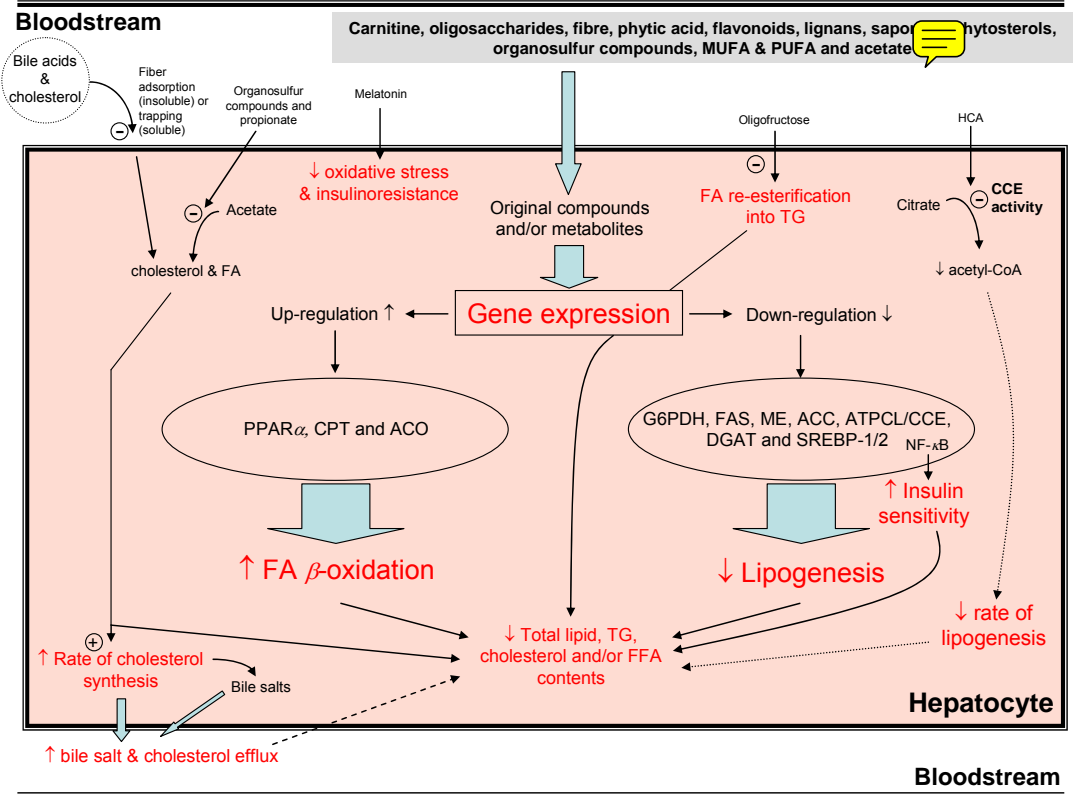 Bloodstream
Carnitine, oligosaccharides, fibre, phytic acid, flavonoids, lignans,
organosulfur compounds, MUFA & PUFA and acetate
Bile acids
&
cholesterol
Fiber
adsorption
(insoluble) or
trapping
(soluble)
Organosulfur
compounds and
propionate
Melatonin
Oligofructose
HCA
−
↓ oxidative stress
& insulinoresistance
−
FA re-esterification
into TG
−
Acetate
Original compounds
and/or metabolites
Citrate
−
CCE
activity
cholesterol & FA
↓ acetyl-CoA
Up-regulation ↑
Gene expression
Down-regulation ↓
PPARα, CPT and ACO
G6PDH, FAS, ME, ACC, ATPCL/CCE,
DGAT and SREBP-1/2
NF-κB
↑ Insulin
sensitivity
↑ FA β-oxidation
↓ Lipogenesis
↓ rate of
lipogenesis
+
↑ Rate of cholesterol
synthesis
Bile salts
↓ Total lipid, TG,
cholesterol and/or FFA
contents
Hepatocyte
↑ bile salt & cholesterol efflux
Bloodstream